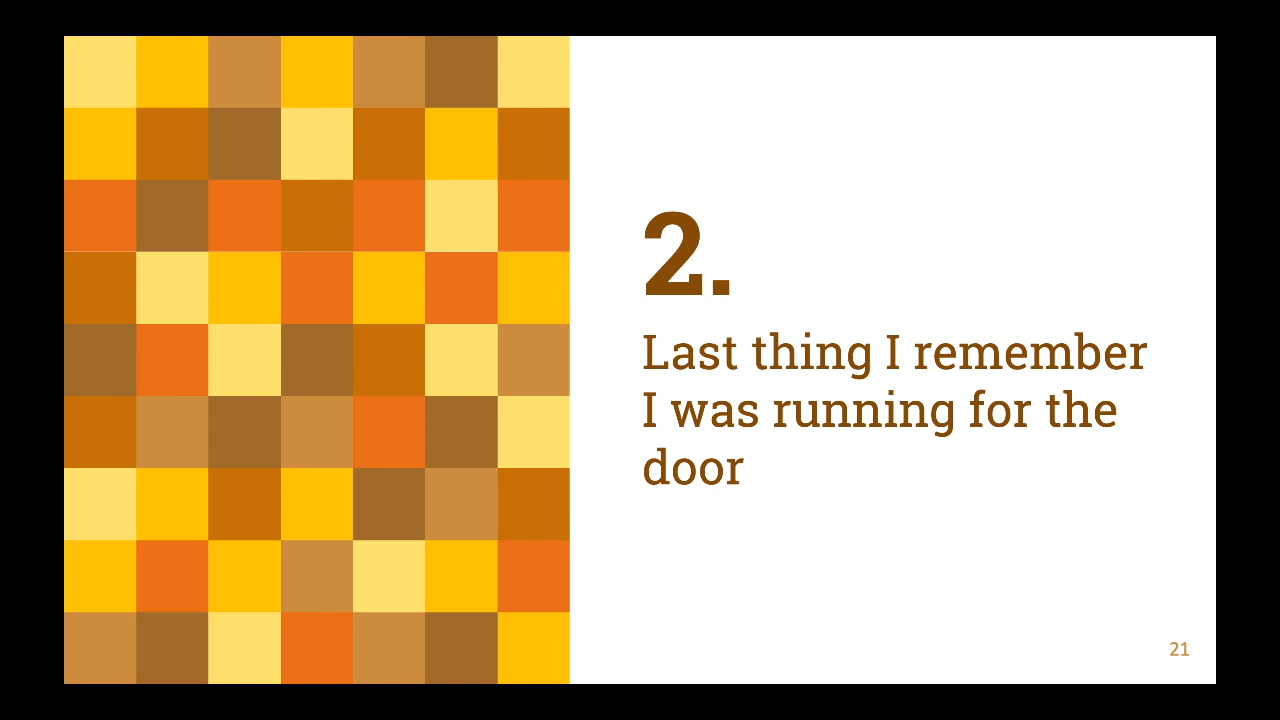 2.
Last thing I remember
I was running for the
door
21